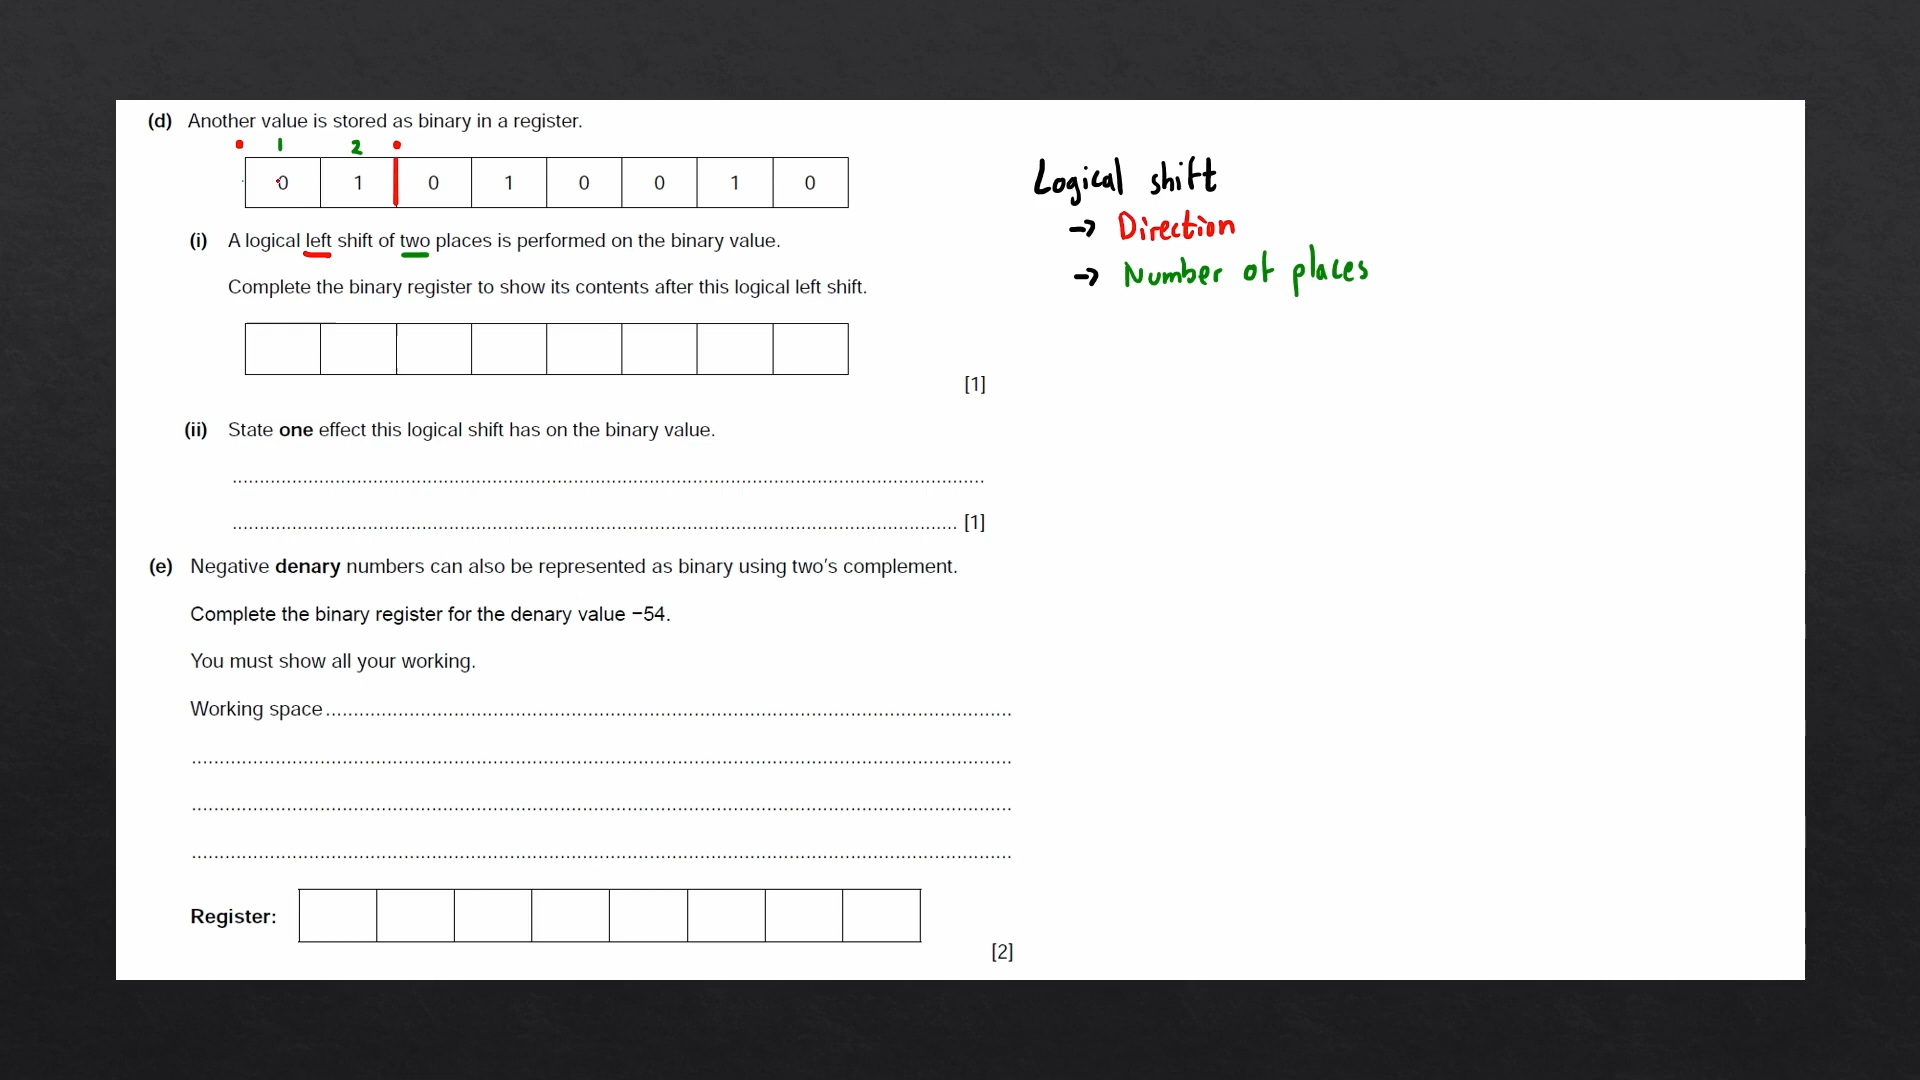 (d) Another value is stored as binary in a register.
1 2
0 1 0 1 0 0 1 0
(i) A logical left shift of two places is performed on the binary value.
Complete the binary register to show its contents after this logical left shift.
[1]
(ii) State one effect this logical shift has on the binary value.
........................................................................................................................................
.................................................................................................................................... [1]
(e) Negative denary numbers can also be represented as binary using two's complement.
Complete the binary register for the denary value −54.
You must show all your working.
Working space ............................................................................................................................
....................................................................................................................................................
....................................................................................................................................................
....................................................................................................................................................
Register:
[2]
Logical shift
→ Direction
→ Number of places